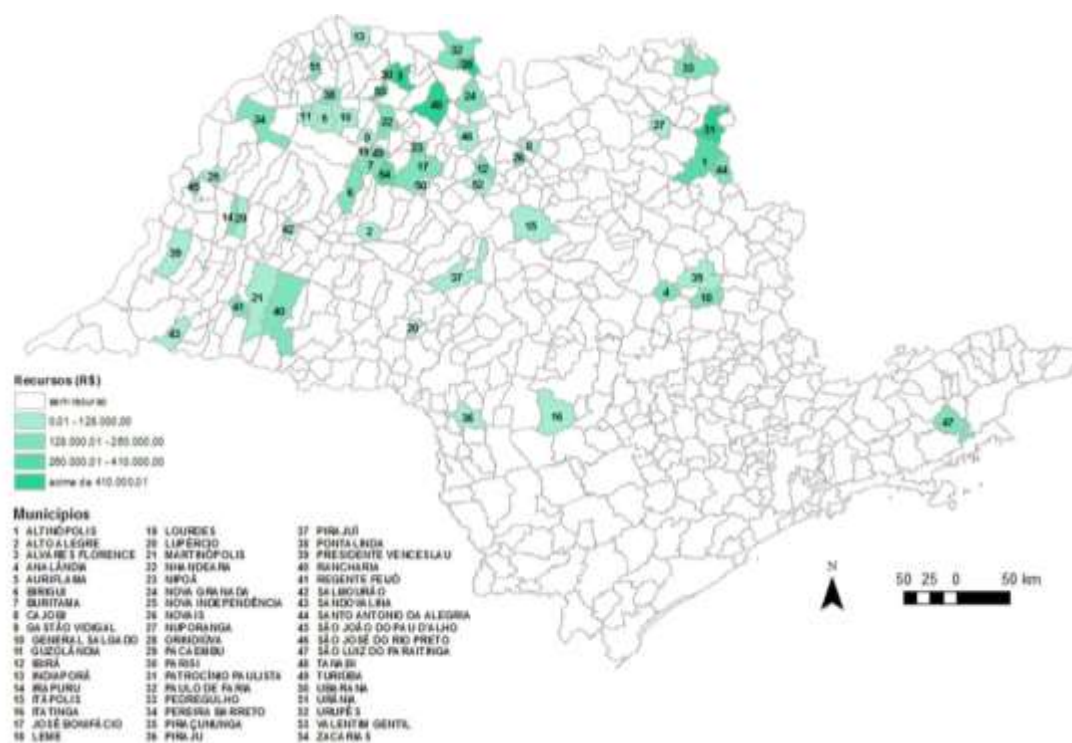 Recursos (R$)
sem recurso
0,01 - 128.000,00
128.000,01 - 260.000,00
260.000,01 - 410.000,00
acima de 410.000,01
Municípios
1 ALTINÓPOLIS
2 ALTO ALEGRE
3 ALVARES FLORENCE
4 ANALÂNDIA
5 AURIFLAMA
6 BIRIGUI
7 BURITAMA
8 CAJOBI
9 GASTÃO VIDIGAL
10 GENERAL SALGADO
11 GUZOLÂNDIA
12 IBIRÁ
13 INDIAPORÃ
14 IRAPURU
15 ITÁPOLIS
16 ITATINGA
17 JOSÉ BONIFÁCIO
18 LEME
19 LOURDES
20 LUPÉRCIO
21 MARTINÓPOLIS
22 NHANDEARA
23 NIPOÃ
24 NOVA GRANADA
25 NOVA INDEPENDÊNCIA
26 NOVAIS
27 NUPORANGA
28 ORINDIÚVA
29 PACAEMBU
30 PARISI
31 PATROCÍNIO PAULISTA
32 PAULO DE FARIA
33 PEDREGULHO
34 PEREIRA BARRETO
35 PIRAÇUNUNGA
36 PIRAJU
37 PIRAJUÍ
38 PONTALINDA
39 PRESIDENTE VENCESLAU
40 RANCHARIA
41 REGENTE FEIJÓ
42 SALMOURÃO
43 SANDOVALINA
44 SANTO ANTONIO DA ALEGRIA
45 SÃO JOÃO DO PAU D'ALHO
46 SÃO JOSÉ DO RIO PRETO
47 SÃO LUIZ DO PARAITINGA
48 TANABI
49 TURIÚBA
50 UBARANA
51 URÂNIA
52 URUPÊS
53 VALENTIM GENTIL
54 ZACARIAS
N
50 25 0 50 km